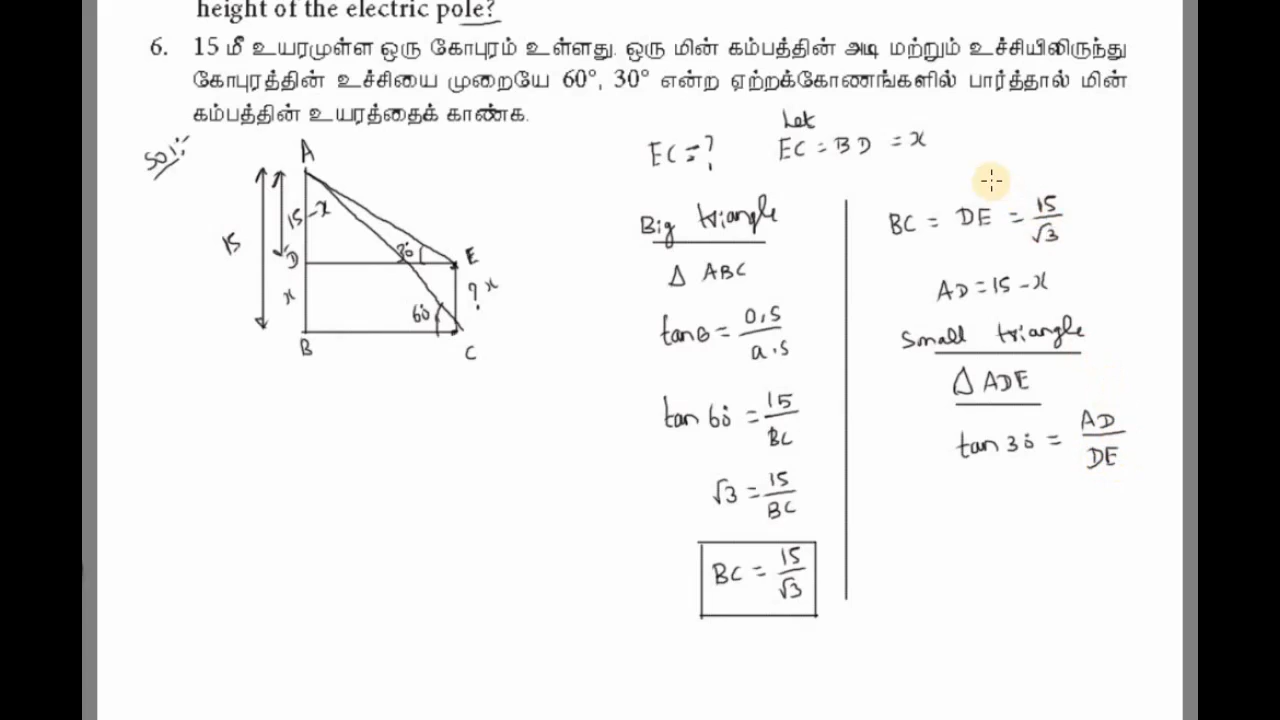 height of the electric pole?
6. 15 மீ உயரமுள்ள ஒரு கோபுரம் உள்ளது. ஒரு மின் கம்பத்தின் அடி மற்றும் உச்சியிலிருந்து
கோபுரத்தின் உச்சியை முறையே 60°, 30° என்ற ஏற்றக்கோணங்களில் பார்த்தால் மின்
கம்பத்தின் உயரத்தைக் காண்க.
Sol:-
A
15-x
15
D
30°
E
x
? x
60°
B
C
EC = ?
Let
EC = BD = x
Big triangle
Δ ABC
tanθ = o.s/a.s
tan 60° = 15/BC
√3 = 15/BC
BC = 15/√3
BC = DE = 15/√3
AD = 15-x
Small triangle
Δ ADE
tan 30° = AD/DE